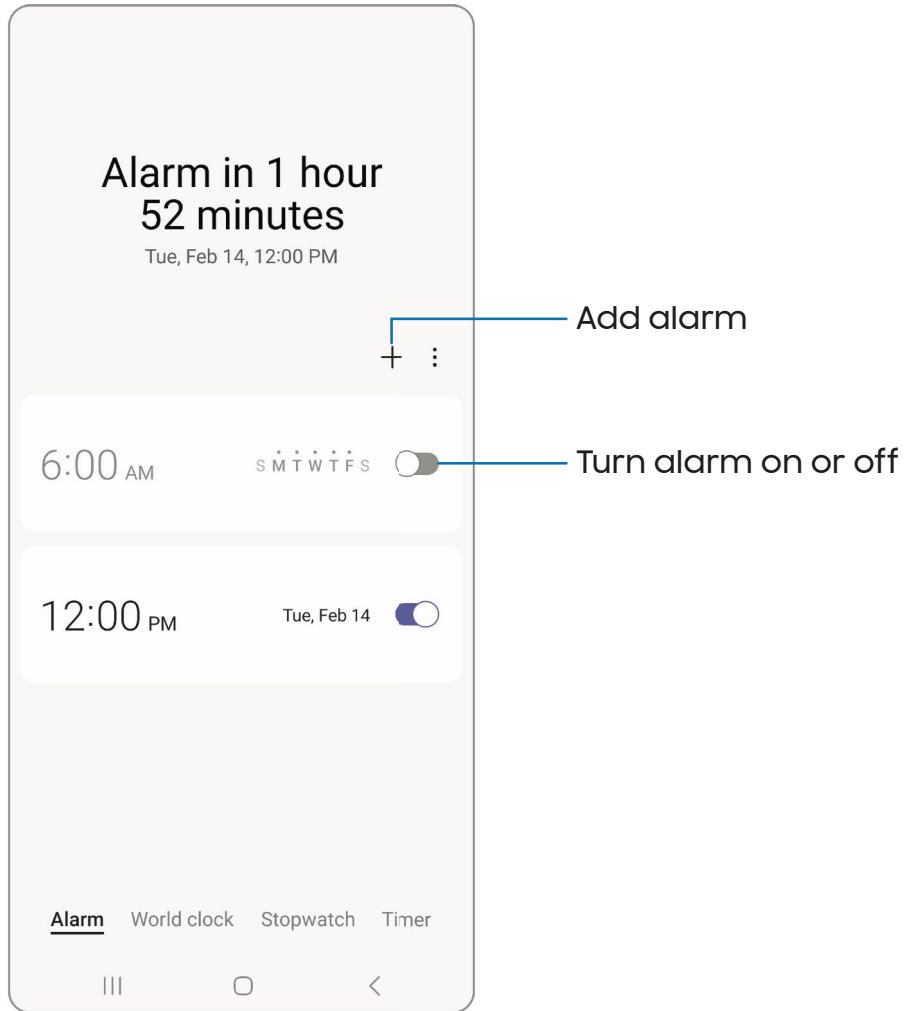 Alarm in 1 hour
52 minutes
Tue, Feb 14, 12:00 PM
Add alarm
6:00 AM S M T W T F S
Turn alarm on or off
12:00 PM Tue, Feb 14
Alarm World clock Stopwatch Timer